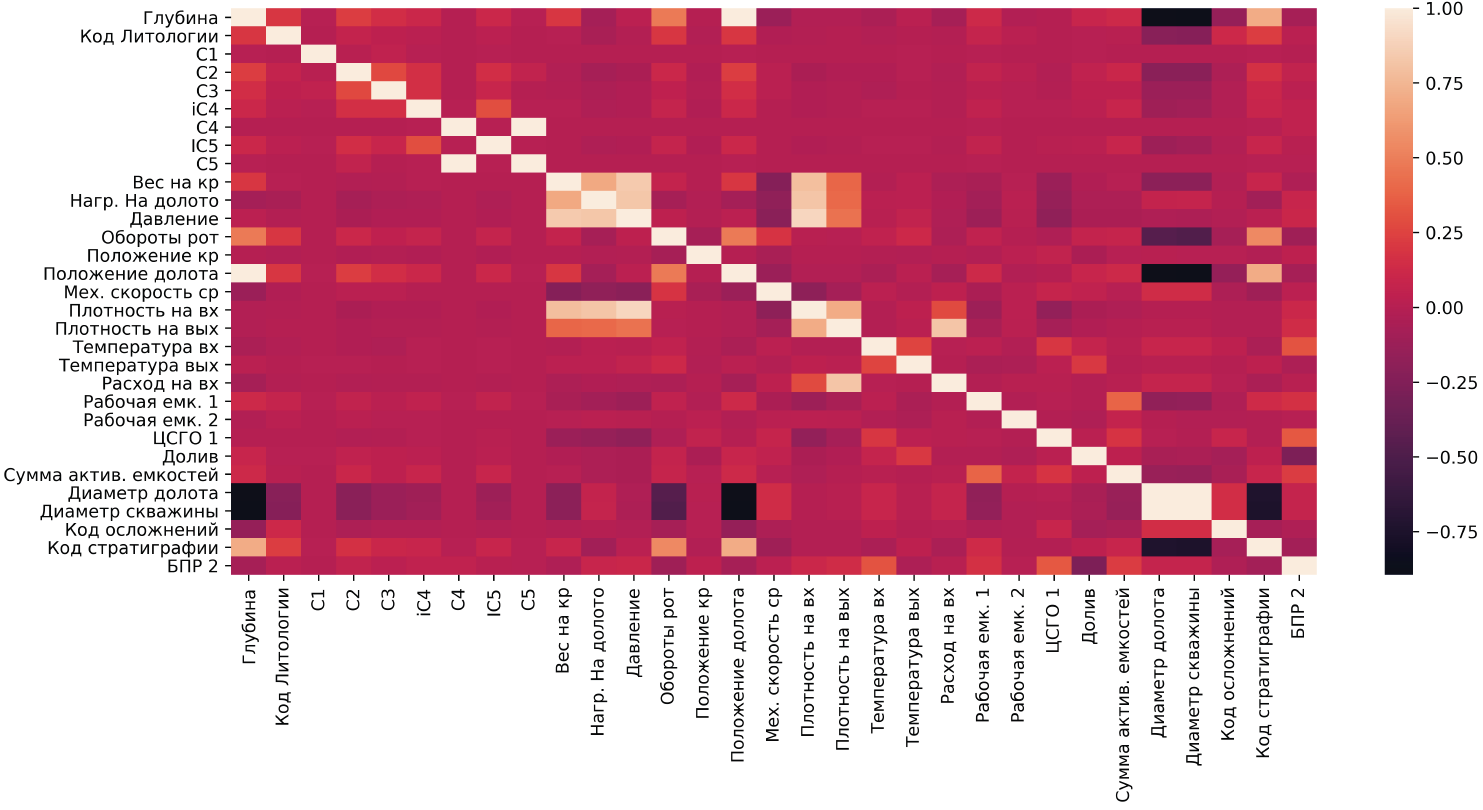 Глубина
Код Литологии
C1
C2
C3
iC4
C4
IC5
C5
Вес на кр
Нагр. На долото
Давление
Обороты рот
Положение кр
Положение долота
Мех. скорость ср
Плотность на вх
Плотность на вых
Температура вх
Температура вых
Расход на вх
Рабочая емк. 1
Рабочая емк. 2
ЦСГО 1
Долив
Сумма актив. емкостей
Диаметр долота
Диаметр скважины
Код осложнений
Код стратиграфии
БПР 2
Глубина
Код Литологии
C1
C2
C3
iC4
C4
IC5
C5
Вес на кр
Нагр. На долото
Давление
Обороты рот
Положение кр
Положение долота
Мех. скорость ср
Плотность на вх
Плотность на вых
Температура вх
Температура вых
Расход на вх
Рабочая емк. 1
Рабочая емк. 2
ЦСГО 1
Долив
Сумма актив. емкостей
Диаметр долота
Диаметр скважины
Код осложнений
Код стратиграфии
БПР 2
1.00
0.75
0.50
0.25
0.00
−0.25
−0.50
−0.75